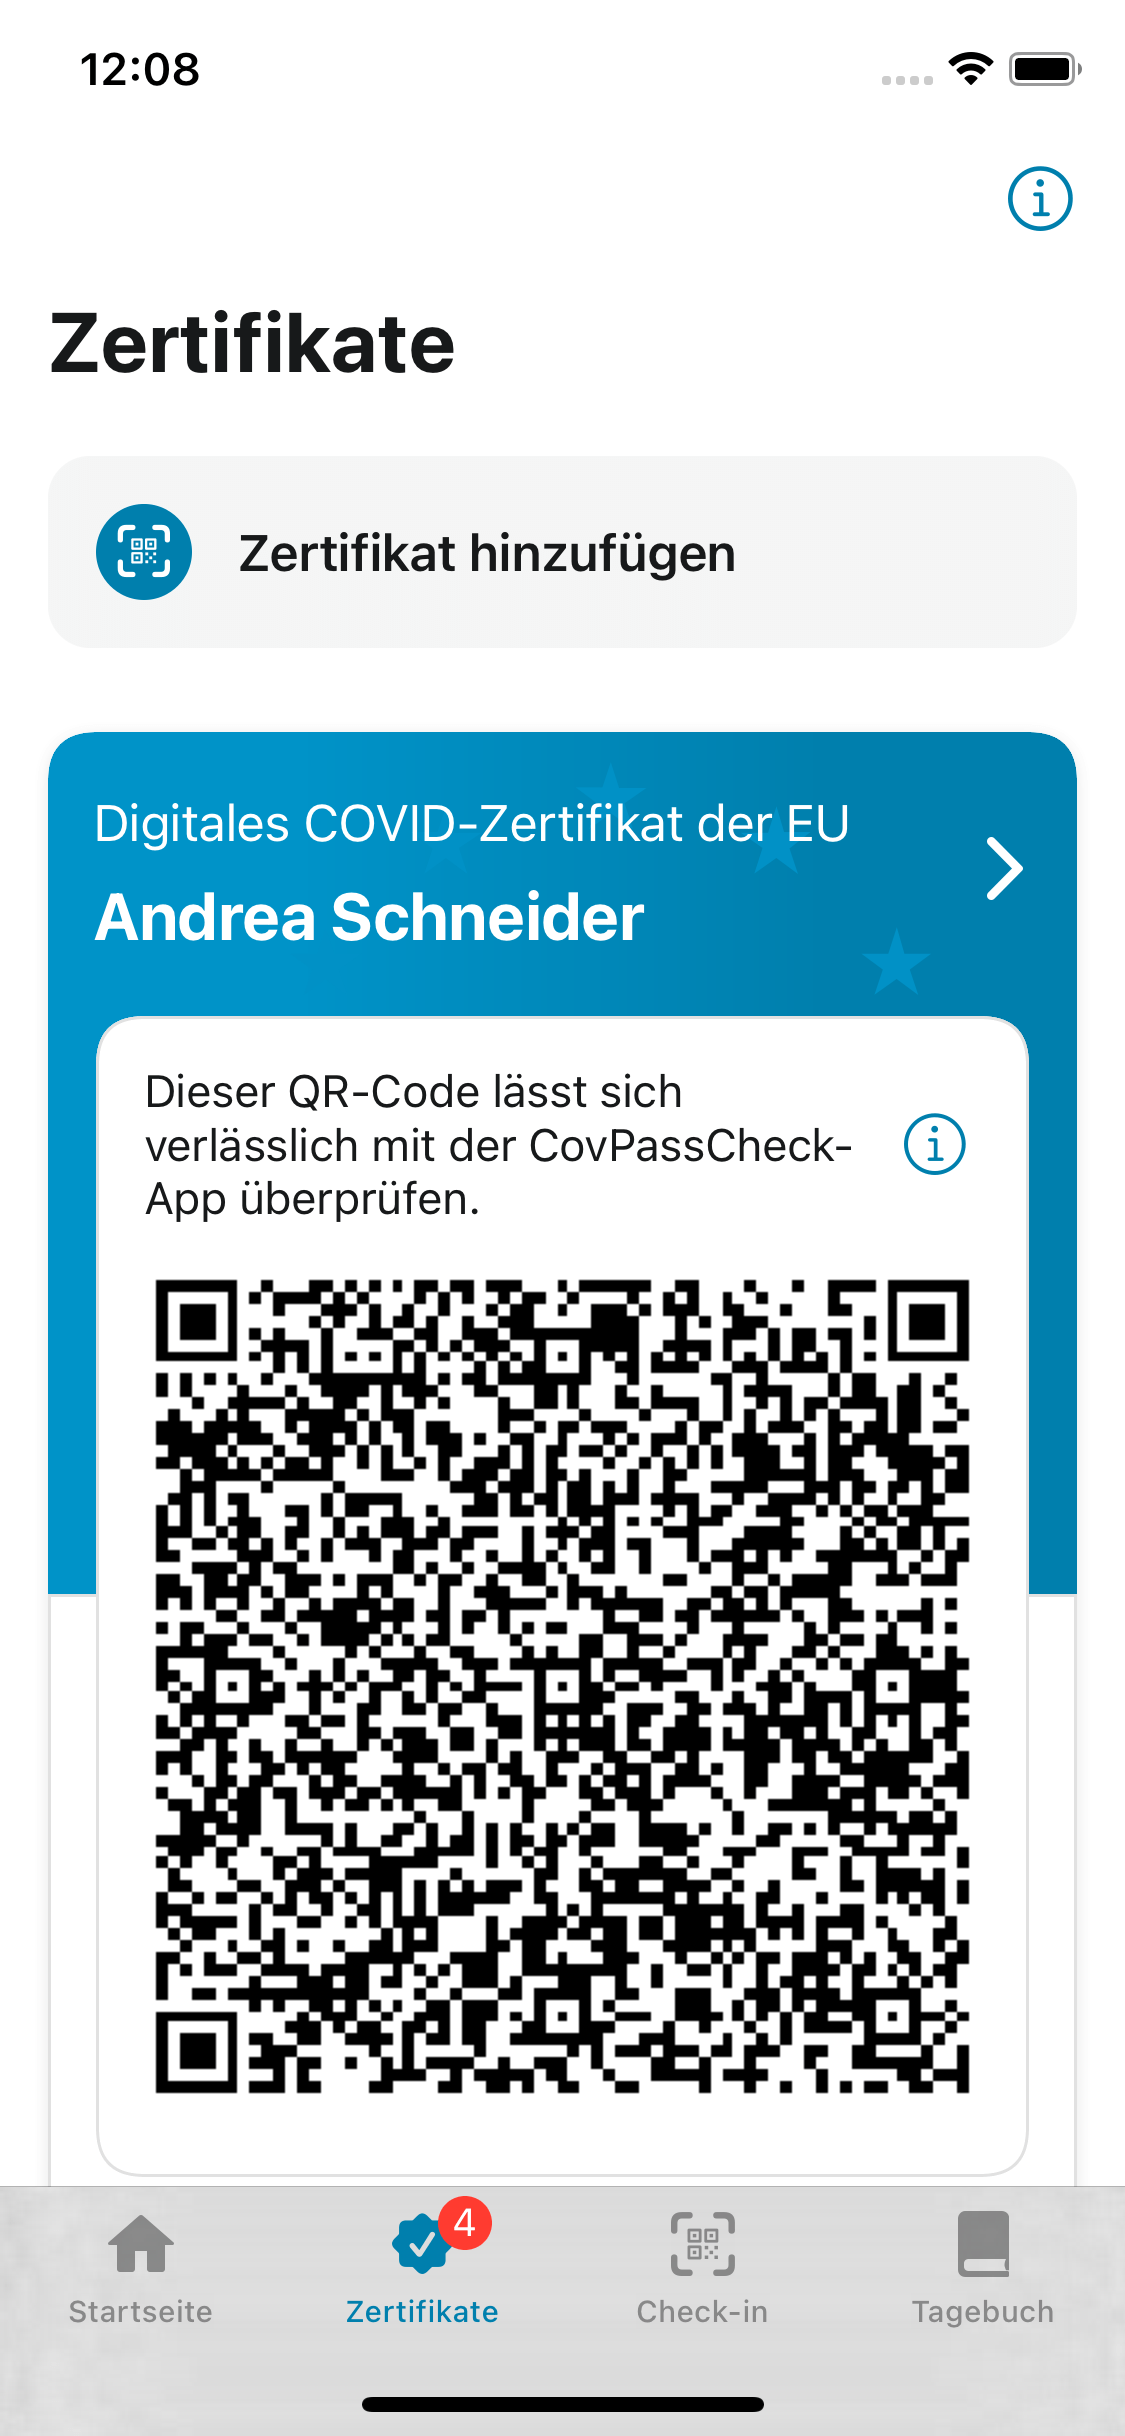 12:08
Zertifikate
Zertifikat hinzufügen
Digitales COVID-Zertifikat der EU
Andrea Schneider
Dieser QR-Code lässt sich
verlässlich mit der CovPassCheck-
App überprüfen.
4
Startseite
Zertifikate
Check-in
Tagebuch